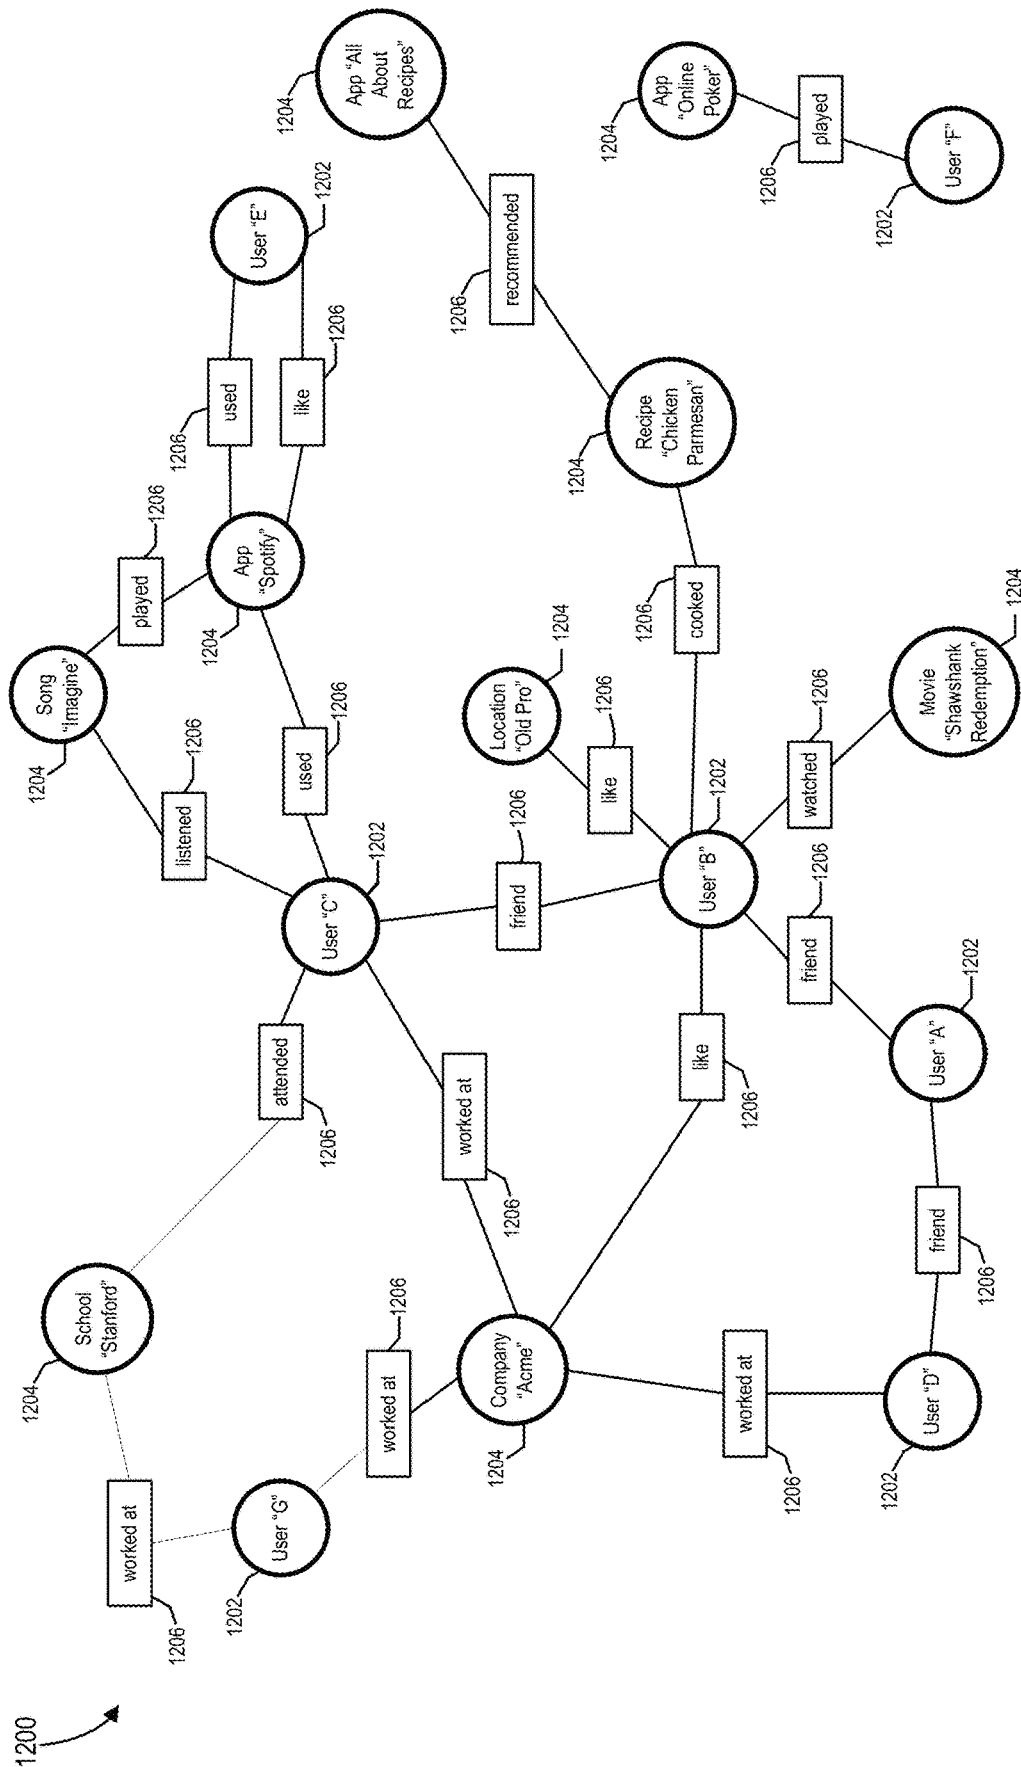 1200
1204
School
"Stanford"
1204
Song
"Imagine"
worked at
1206
played
1206
attended
1206
listened
1206
1202
User "G"
worked at
1206
User "C"
1202
used
1206
1204
App
"Spotify"
used
1206
like
1206
User "E"
1202
1204
App "All
About
Recipes"
1204
Company
"Acme"
worked at
1206
friend
1206
Location
"Old Pro"
1204
recommended
1206
like
1206
worked at
1206
like
1206
User "B"
1202
cooked
1206
1204
Recipe
"Chicken
Parmesan"
1204
App
"Online
Poker"
friend
1206
watched
1206
played
1206
1202
User "D"
friend
1206
User "A"
1202
Movie
"Shawshank
Redemption"
1204
1202
User "F"